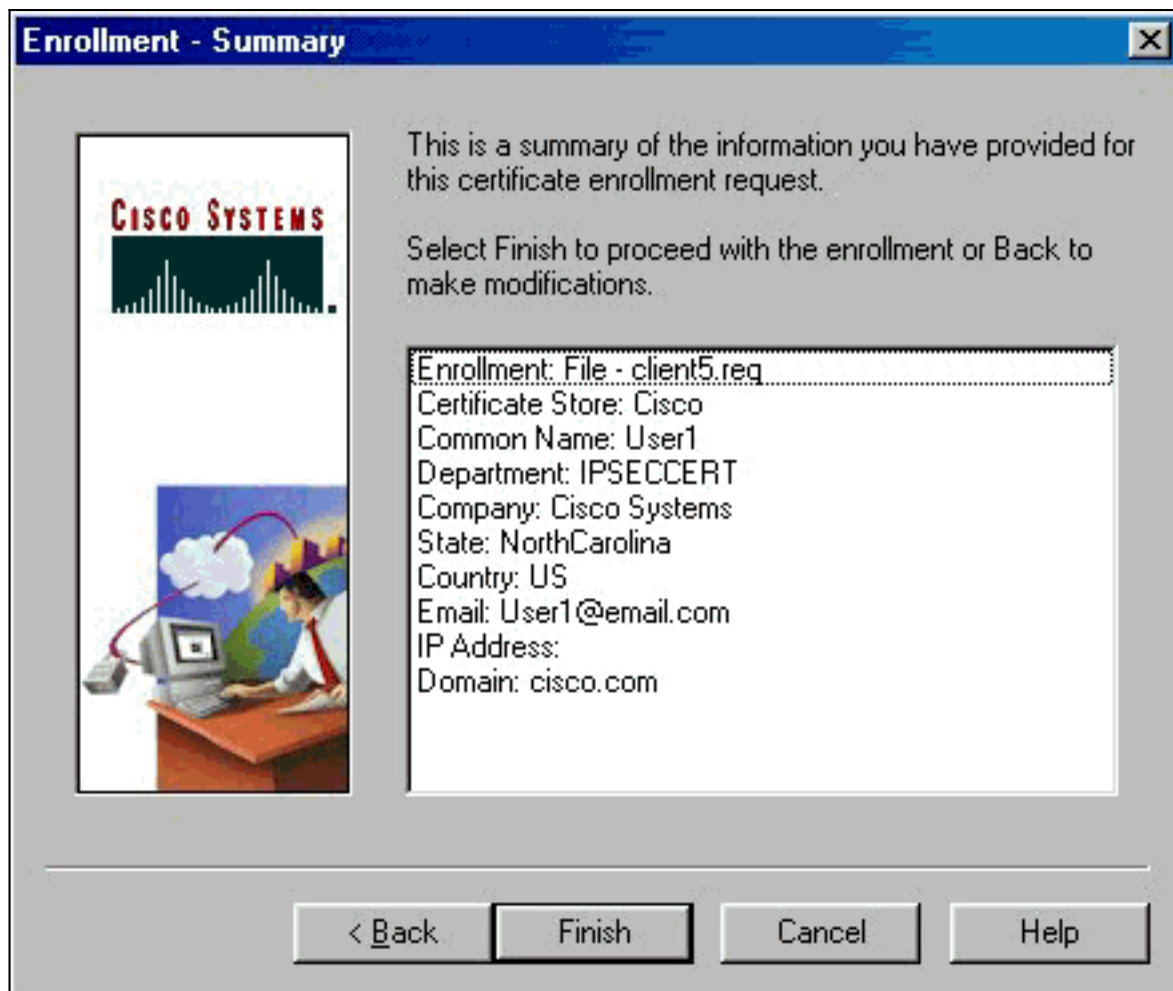 Enrollment - Summary
CISCO SYSTEMS
This is a summary of the information you have provided for
this certificate enrollment request.
Select Finish to proceed with the enrollment or Back to
make modifications.
Enrollment: File - client5.req
Certificate Store: Cisco
Common Name: User1
Department: IPSECCERT
Company: Cisco Systems
State: NorthCarolina
Country: US
Email: User1@email.com
IP Address:
Domain: cisco.com
< Back
Finish
Cancel
Help